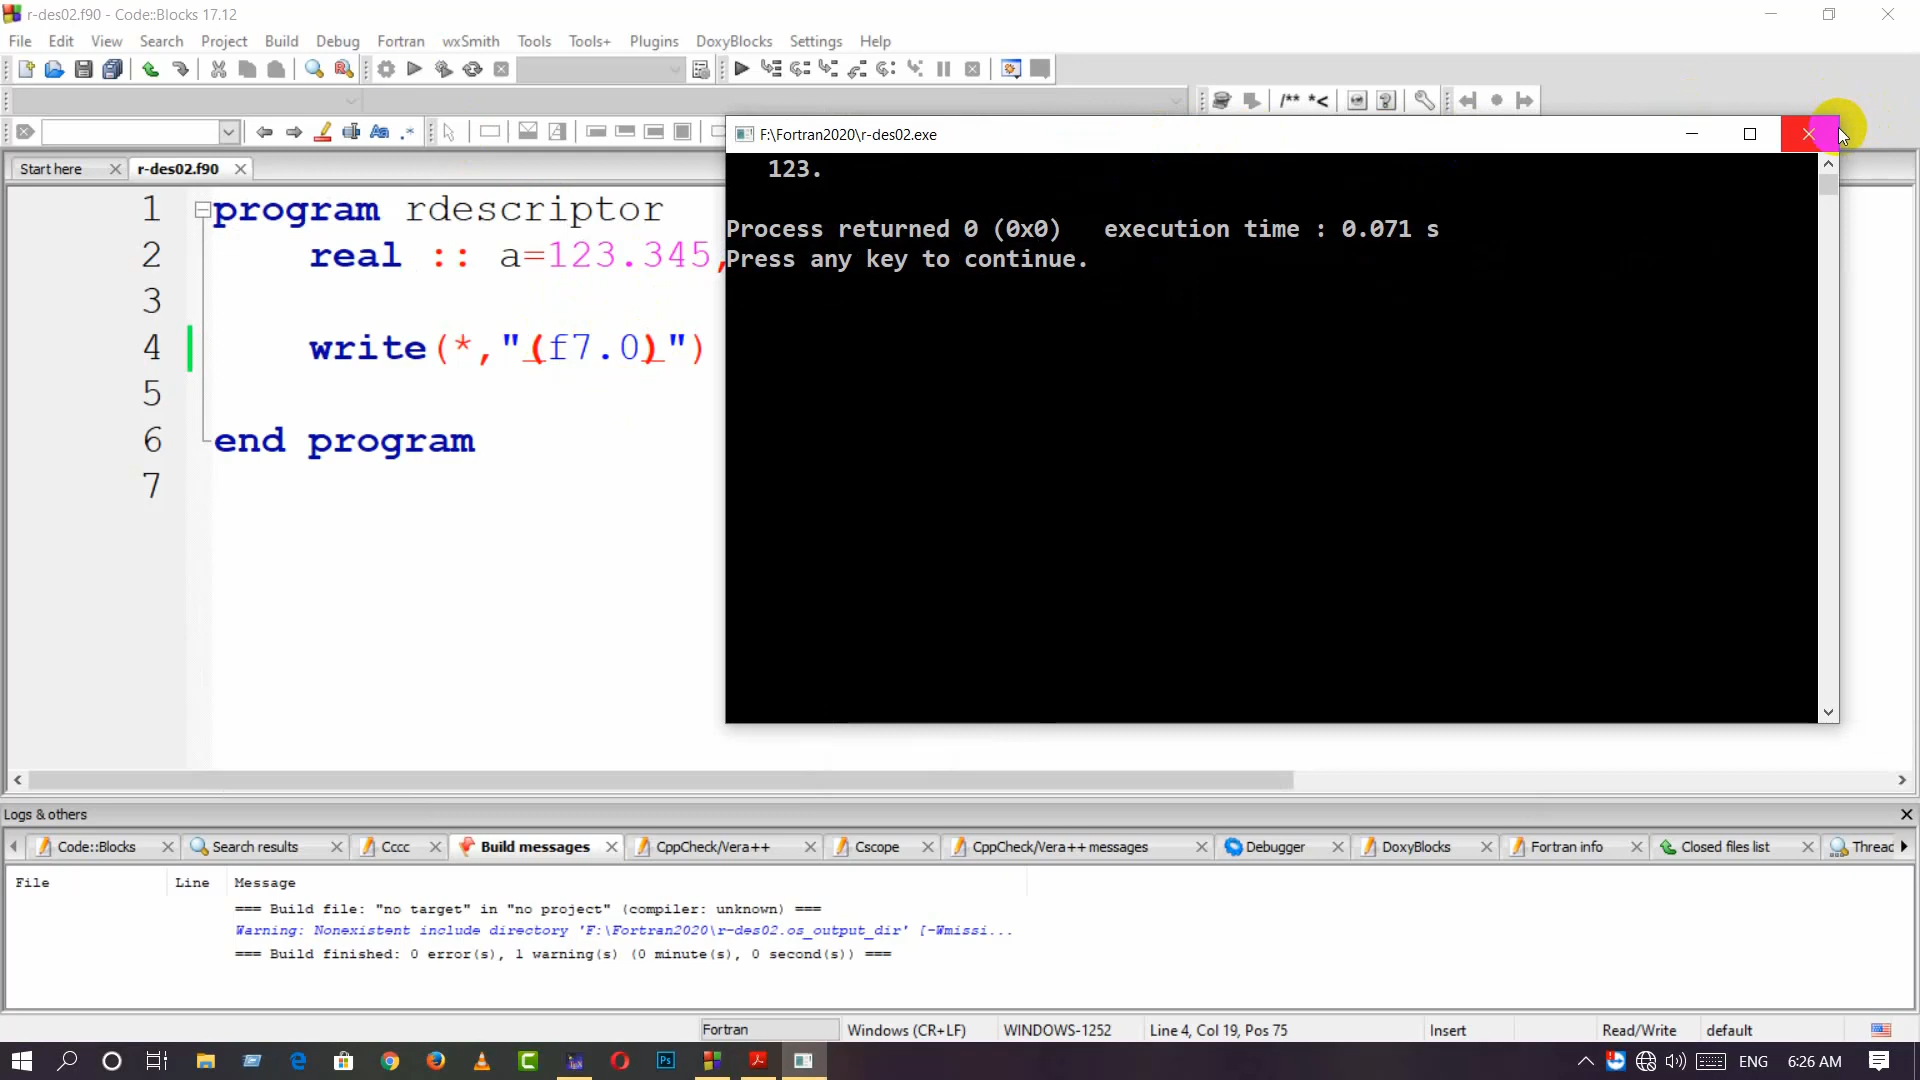 r-des02.f90 - Code::Blocks 17.12
File Edit View Search Project Build Debug Fortran wxSmith Tools Tools+ Plugins DoxyBlocks Settings Help
/** *<
Start here
r-des02.f90
F:\Fortran2020\r-des02.exe
123.
Process returned 0 (0x0) execution time : 0.071 s
Press any key to continue.
1 program rdescriptor
2 real :: a=123.345,
3
4 write(*,"(f7.0)")
5
6 end program
7
Logs & others
Code::Blocks Search results Cccc Build messages CppCheck/Vera++ Cscope CppCheck/Vera++ messages Debugger DoxyBlocks Fortran info Closed files list Thread
File Line Message
=== Build file: "no target" in "no project" (compiler: unknown) ===
Warning: Nonexistent include directory 'F:\Fortran2020\r-des02.os_output_dir' [-Wmissi...
=== Build finished: 0 error(s), 1 warning(s) (0 minute(s), 0 second(s)) ===
Fortran Windows (CR+LF) WINDOWS-1252 Line 4, Col 19, Pos 75 Insert Read/Write default
ENG 6:26 AM